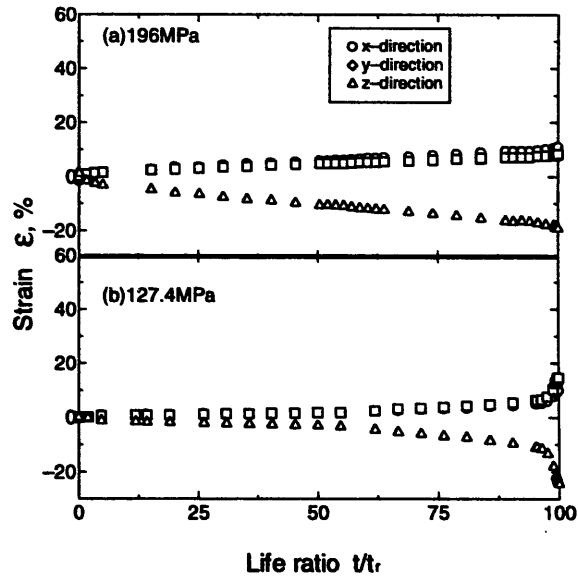 60
(a)196MPa
x-direction
y-direction
z-direction
40
20
0
-20
60
(b)127.4MPa
40
20
0
-20
0 25 50 75 100
Strain ε, %
Life ratio t/tr